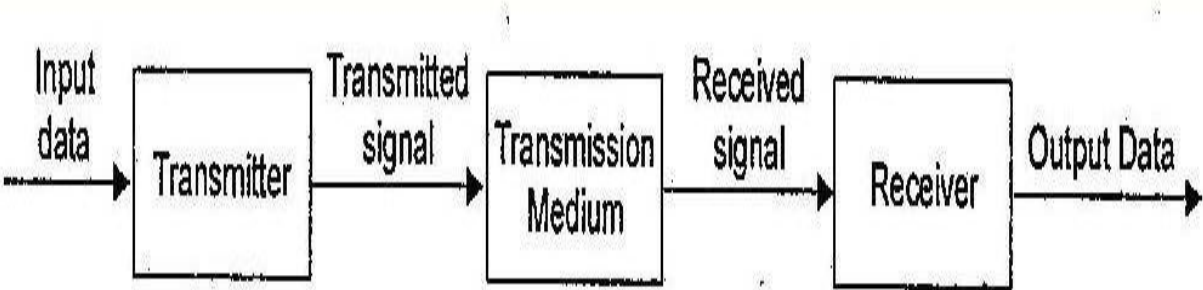 Input
data
Transmitter
Transmitted
signal
Transmission
Medium
Received
signal
Receiver
Output Data